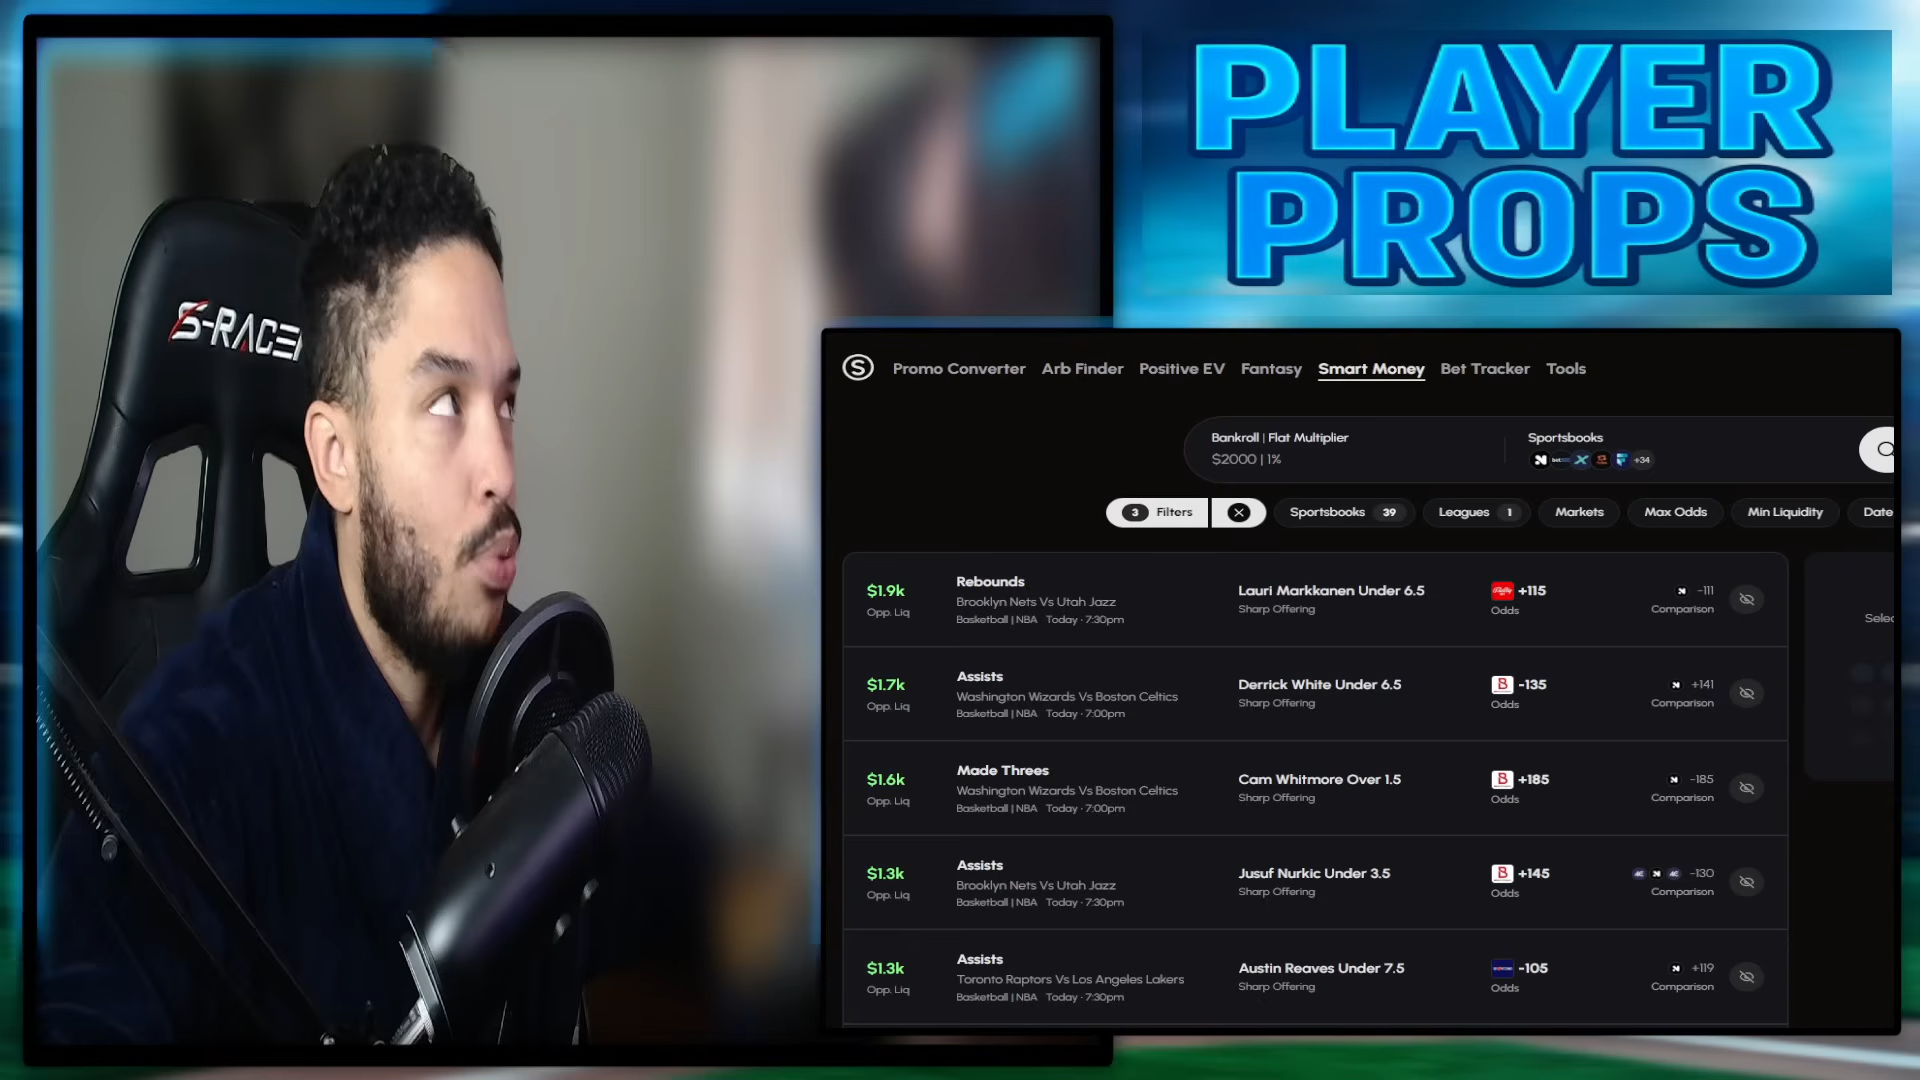 PLAYER
PROPS
S-RACER
Promo Converter Arb Finder Positive EV Fantasy Smart Money Bet Tracker Tools
Bankroll | Flat Multiplier
$2000 | 1%
Sportsbooks
+34
3 Filters Sportsbooks 39 Leagues 1 Markets Max Odds Min Liquidity Date
$1.9k
Opp. Liq
Rebounds
Brooklyn Nets Vs Utah Jazz
Basketball | NBA Today · 7:30pm
Lauri Markkanen Under 6.5
Sharp Offering
+115
Odds
-111
Comparison
Selec
$1.7k
Opp. Liq
Assists
Washington Wizards Vs Boston Celtics
Basketball | NBA Today · 7:00pm
Derrick White Under 6.5
Sharp Offering
B -135
Odds
+141
Comparison
$1.6k
Opp. Liq
Made Threes
Washington Wizards Vs Boston Celtics
Basketball | NBA Today · 7:00pm
Cam Whitmore Over 1.5
Sharp Offering
B +185
Odds
-185
Comparison
$1.3k
Opp. Liq
Assists
Brooklyn Nets Vs Utah Jazz
Basketball | NBA Today · 7:30pm
Jusuf Nurkic Under 3.5
Sharp Offering
B +145
Odds
-130
Comparison
$1.3k
Opp. Liq
Assists
Toronto Raptors Vs Los Angeles Lakers
Basketball | NBA Today · 7:30pm
Austin Reaves Under 7.5
Sharp Offering
-105
Odds
+119
Comparison